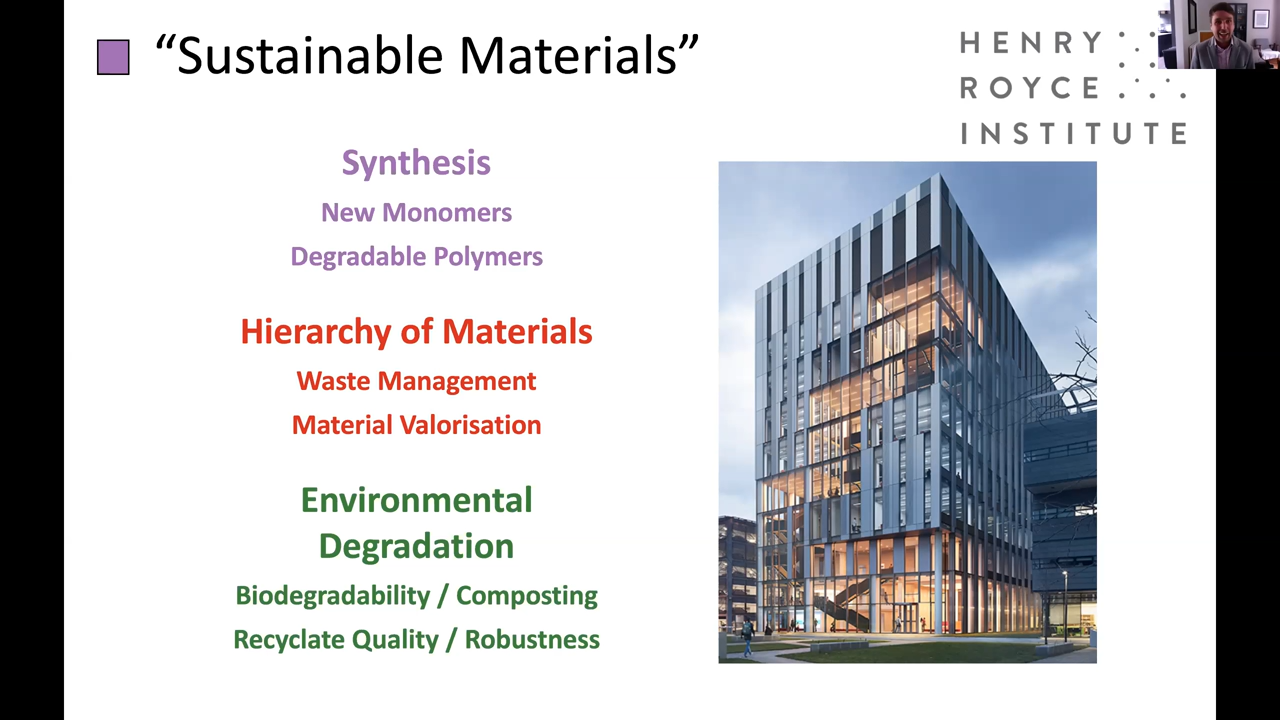 “Sustainable Materials”
HENRY
ROYCE
INSTITUTE
Synthesis
New Monomers
Degradable Polymers
Hierarchy of Materials
Waste Management
Material Valorisation
Environmental
Degradation
Biodegradability / Composting
Recyclate Quality / Robustness